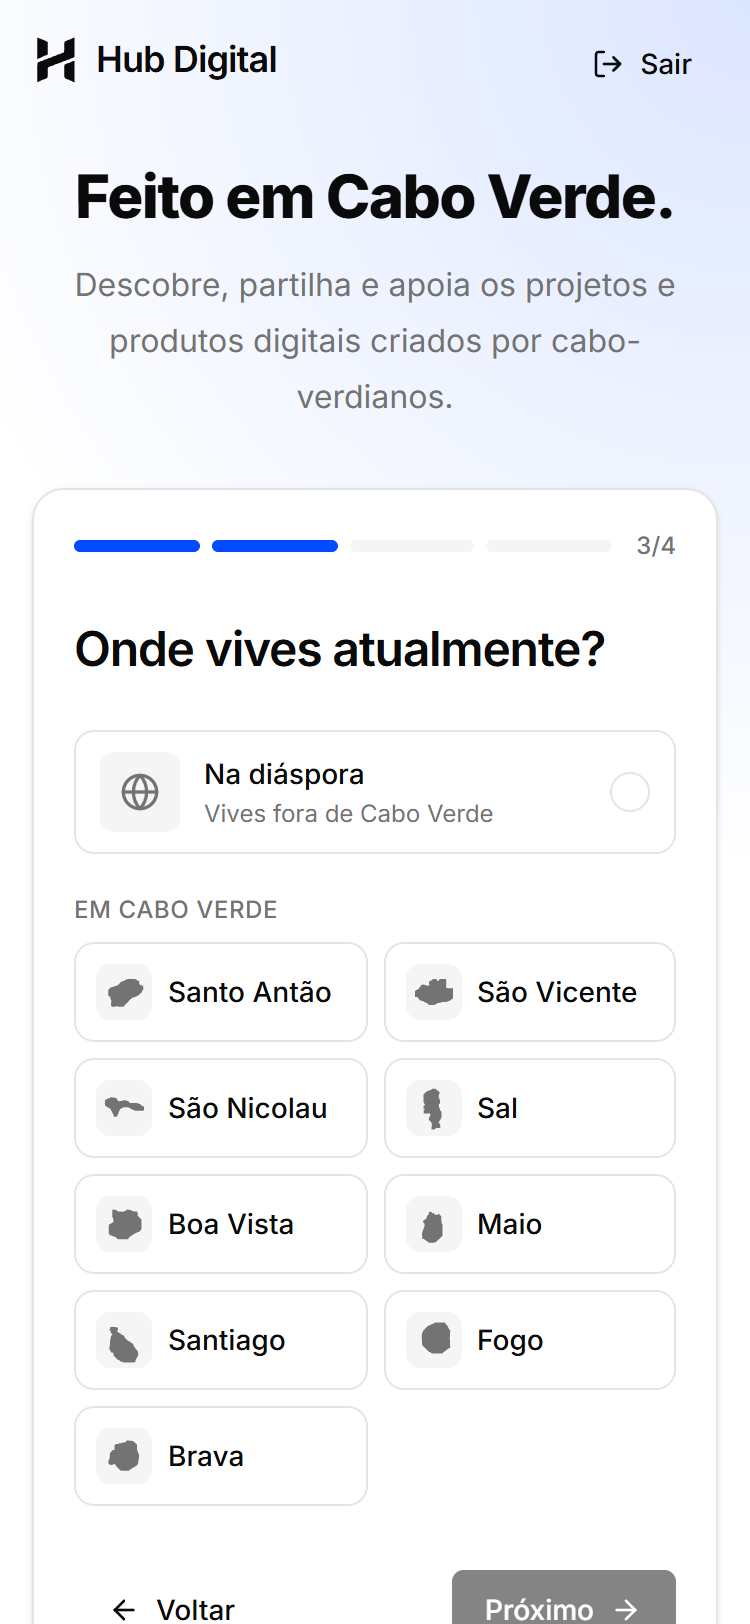 Hub Digital
Sair
Feito em Cabo Verde.
Descobre, partilha e apoia os projetos e
produtos digitais criados por cabo-
verdianos.
3/4
Onde vives atualmente?
Na diáspora
Vives fora de Cabo Verde
EM CABO VERDE
Santo Antão
São Vicente
São Nicolau
Sal
Boa Vista
Maio
Santiago
Fogo
Brava
Voltar
Próximo